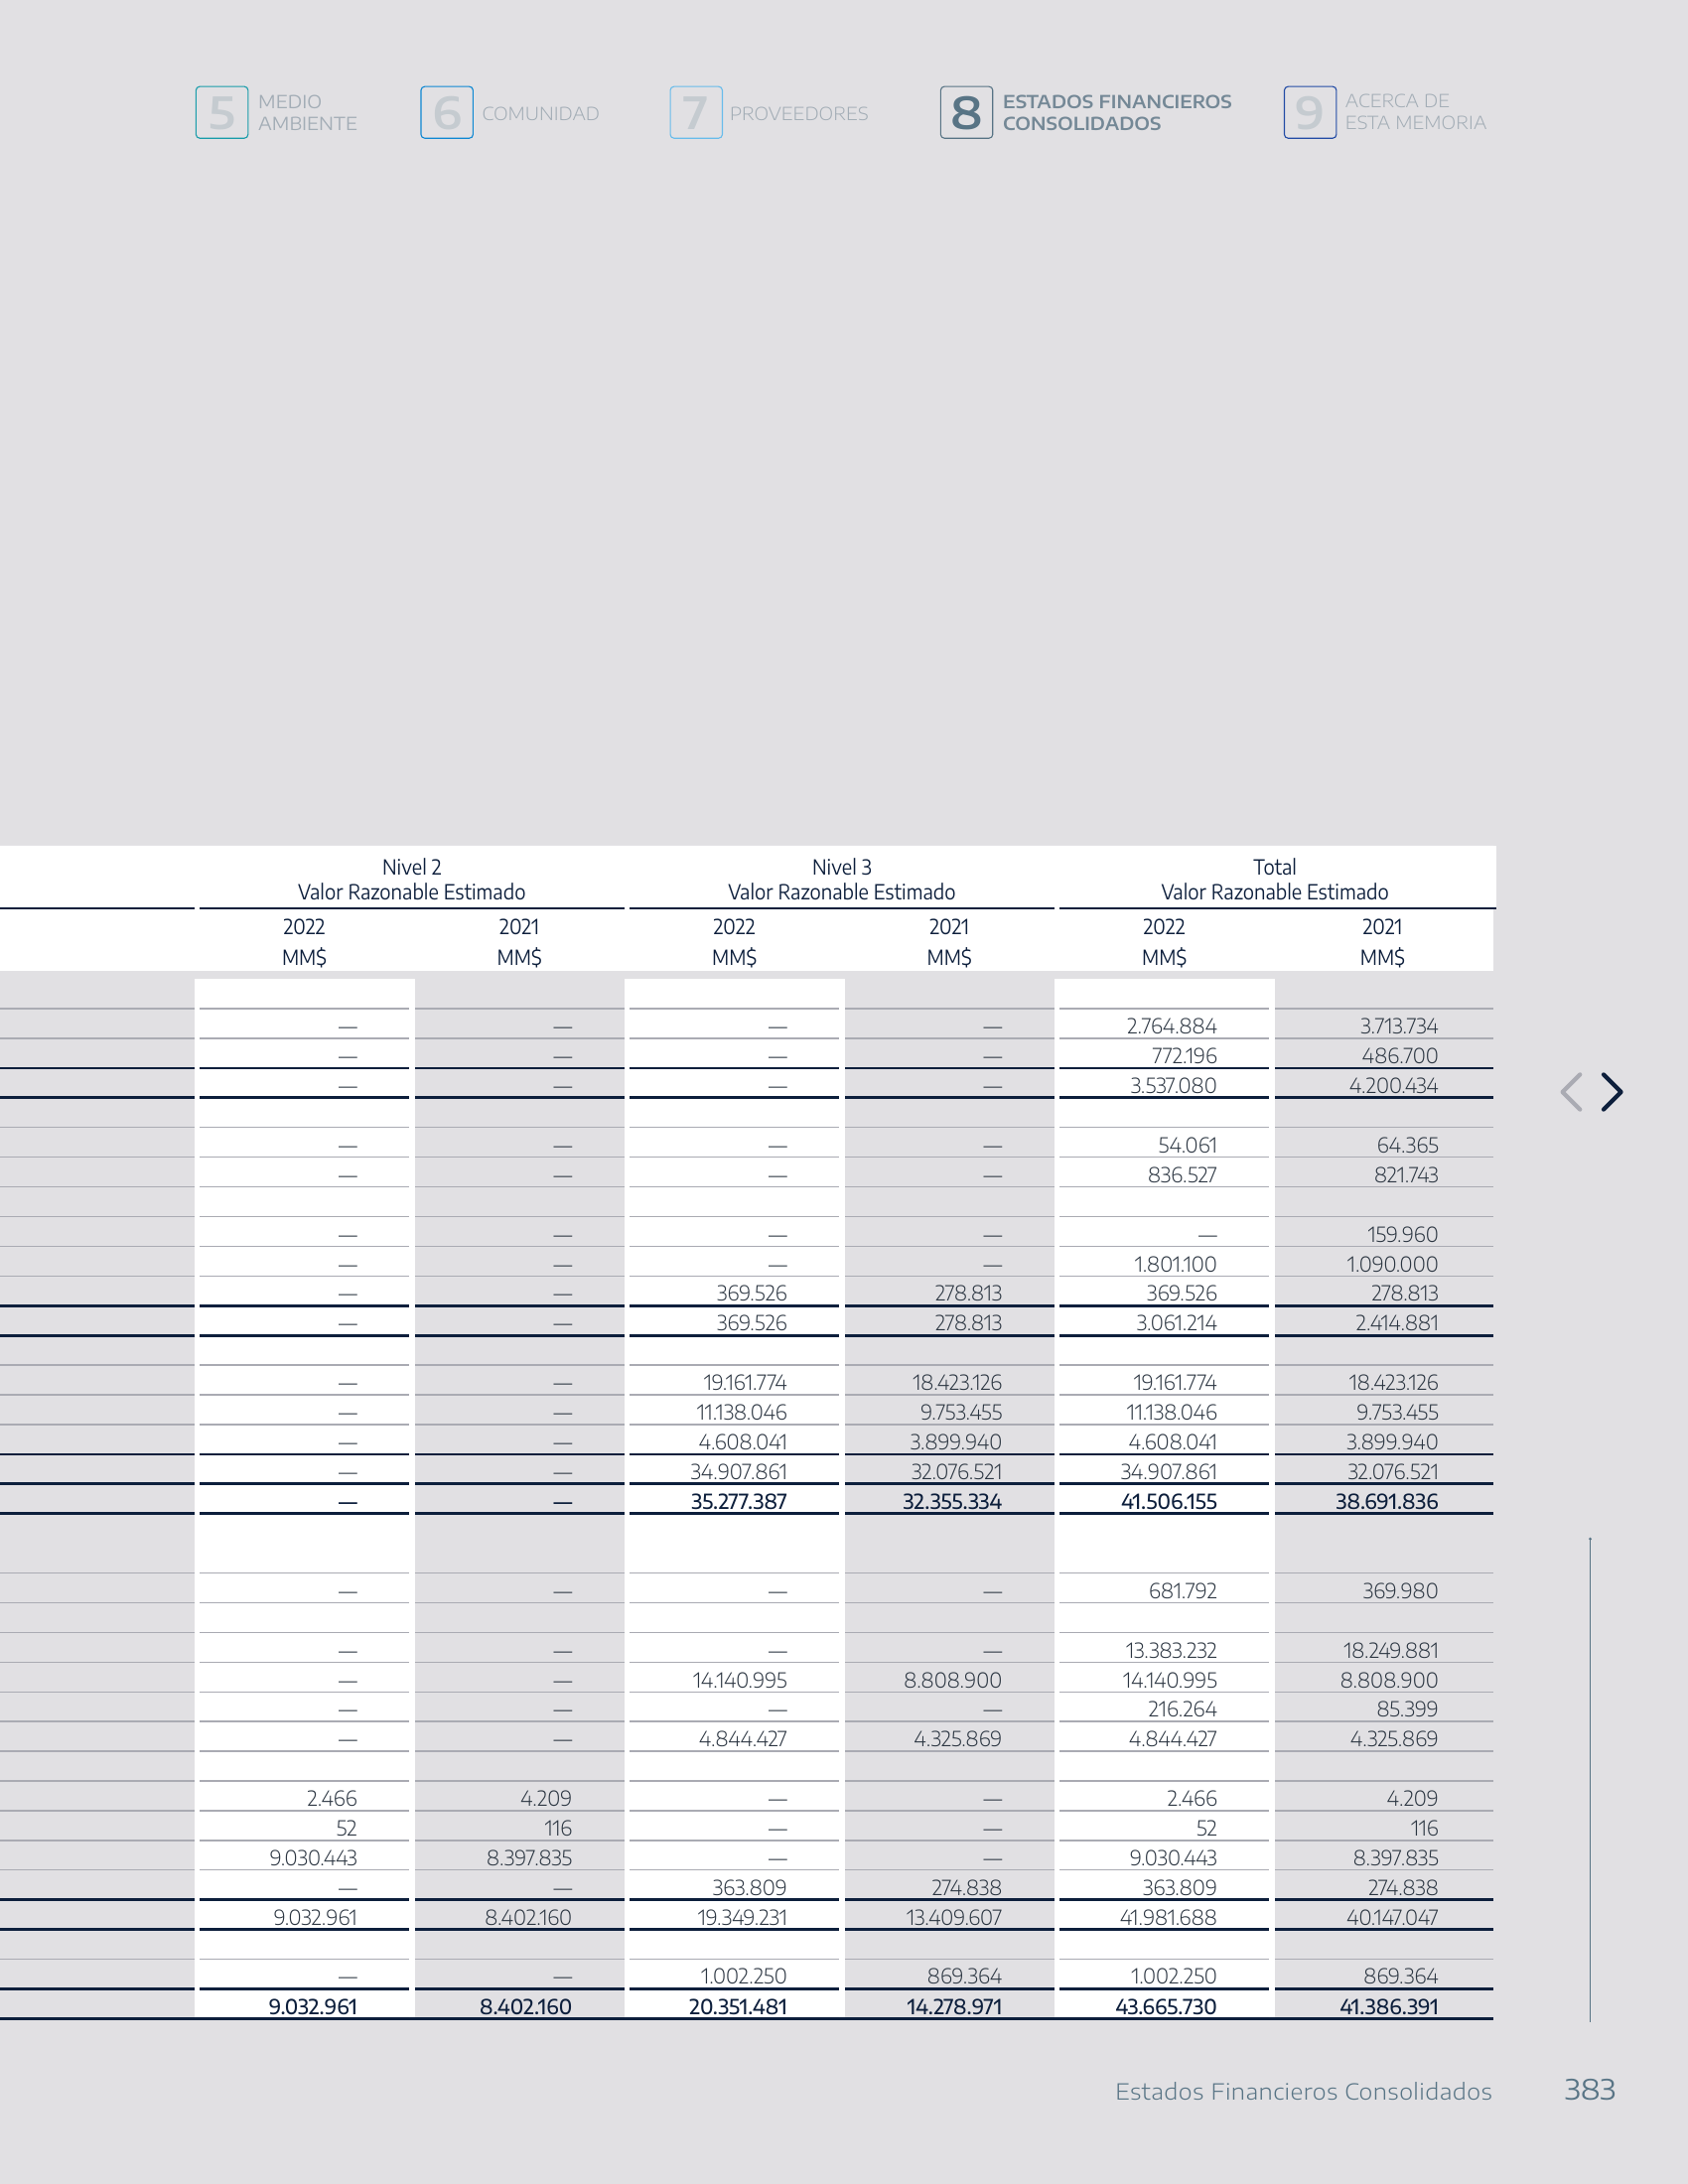 5 MEDIO AMBIENTE 6 COMUNIDAD 7 PROVEEDORES 8 ESTADOS FINANCIEROS CONSOLIDADOS 9 ACERCA DE ESTA MEMORIA
Nivel 2 Nivel 3 Total
Valor Razonable Estimado Valor Razonable Estimado Valor Razonable Estimado
2022 2021 2022 2021 2022 2021
MM$ MM$ MM$ MM$ MM$ MM$
— — — — 2.764.884 3.713.734
— — — — 772.196 486.700
— — — — 3.537.080 4.200.434
— — — — 54.061 64.365
— — — — 836.527 821.743
— — — — — 159.960
— — — — 1.801.100 1.090.000
— — 369.526 278.813 369.526 278.813
— — 369.526 278.813 3.061.214 2.414.881
— — 19.161.774 18.423.126 19.161.774 18.423.126
— — 11.138.046 9.753.455 11.138.046 9.753.455
— — 4.608.041 3.899.940 4.608.041 3.899.940
— — 34.907.861 32.076.521 34.907.861 32.076.521
— — 35.277.387 32.355.334 41.506.155 38.691.836
— — — — 681.792 369.980
— — — — 13.383.232 18.249.881
— — 14.140.995 8.808.900 14.140.995 8.808.900
— — — — 216.264 85.399
— — 4.844.427 4.325.869 4.844.427 4.325.869
2.466 4.209 — — 2.466 4.209
52 116 — — 52 116
9.030.443 8.397.835 — — 9.030.443 8.397.835
— — 363.809 274.838 363.809 274.838
9.032.961 8.402.160 19.349.231 13.409.607 41.981.688 40.147.047
— — 1.002.250 869.364 1.002.250 869.364
9.032.961 8.402.160 20.351.481 14.278.971 43.665.730 41.386.391
Estados Financieros Consolidados 383